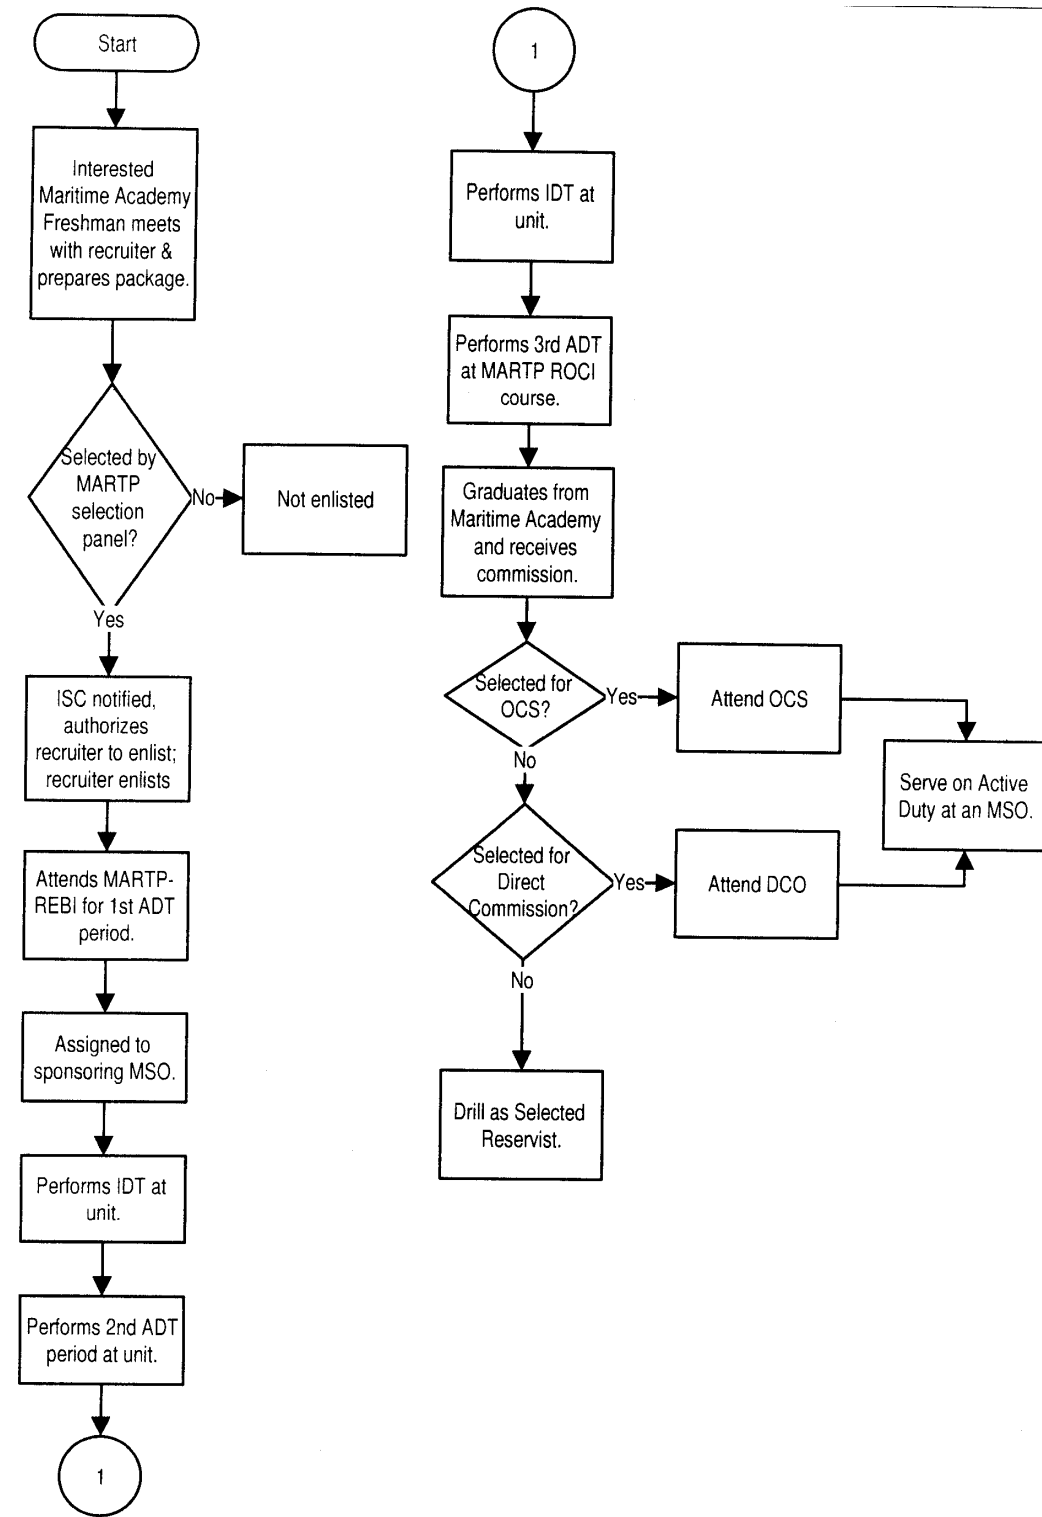 Start
Interested
Maritime Academy
Freshman meets
with recruiter &
prepares package.
Selected by
MARTP
selection
panel?
No
Not enlisted
Yes
ISC notified,
authorizes
recruiter to enlist;
recruiter enlists
Attends MARTP-
REBI for 1st ADT
period.
Assigned to
sponsoring MSO.
Performs IDT at
unit.
Performs 2nd ADT
period at unit.
1
1
Performs IDT at
unit.
Performs 3rd ADT
at MARTP ROCI
course.
Graduates from
Maritime Academy
and receives
commission.
Selected for
OCS?
Yes
Attend OCS
No
Serve on Active
Duty at an MSO.
Selected for
Direct
Commission?
Yes
Attend DCO
No
Drill as Selected
Reservist.